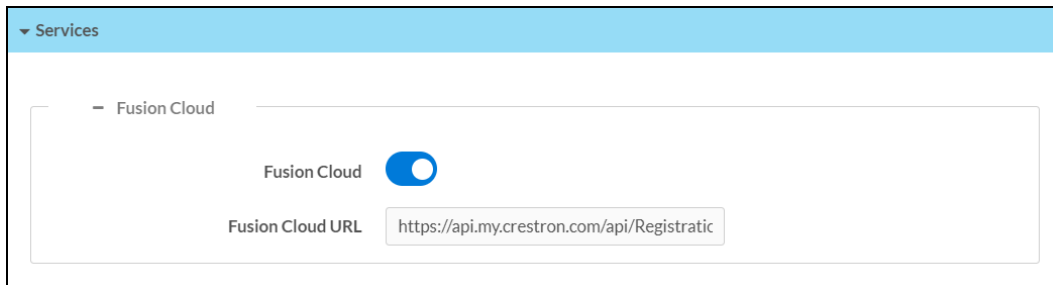 Services
Fusion Cloud
Fusion Cloud
Fusion Cloud URL https://api.my.crestron.com/api/Registratic